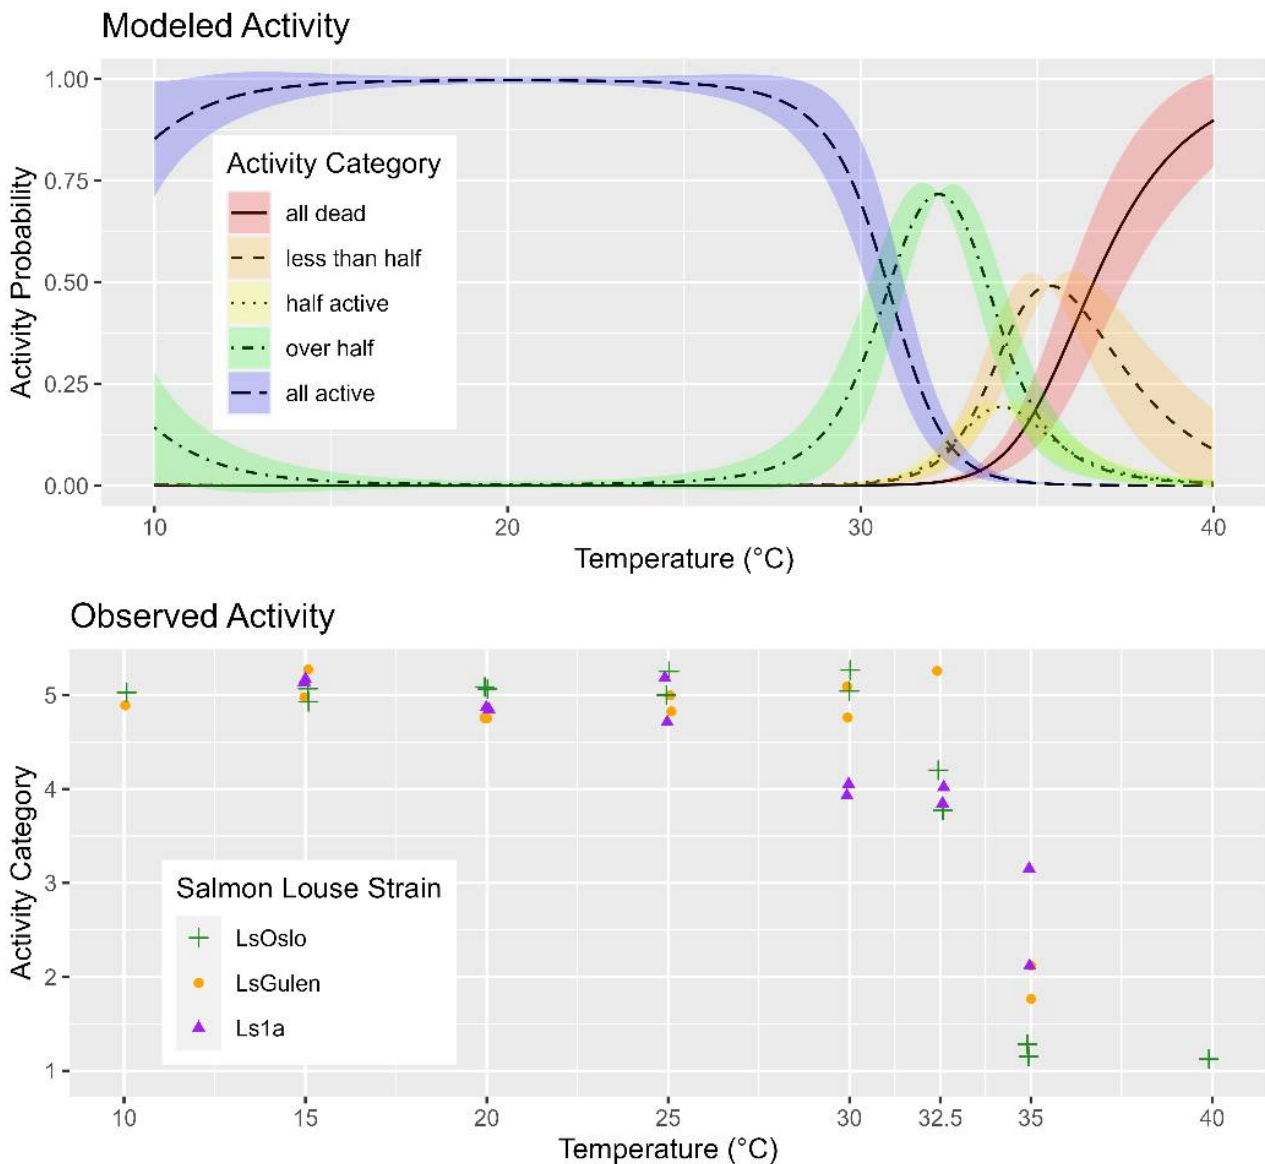 Modeled Activity
1.00
0.75
0.50
0.25
0.00
Activity Probability
Activity Category
all dead
less than half
half active
over half
all active
10
20
30
40
Temperature (°C)
Observed Activity
5
4
3
2
1
Activity Category
Salmon Louse Strain
LsOslo
LsGulen
Ls1a
10
15
20
25
30
32.5
35
40
Temperature (°C)